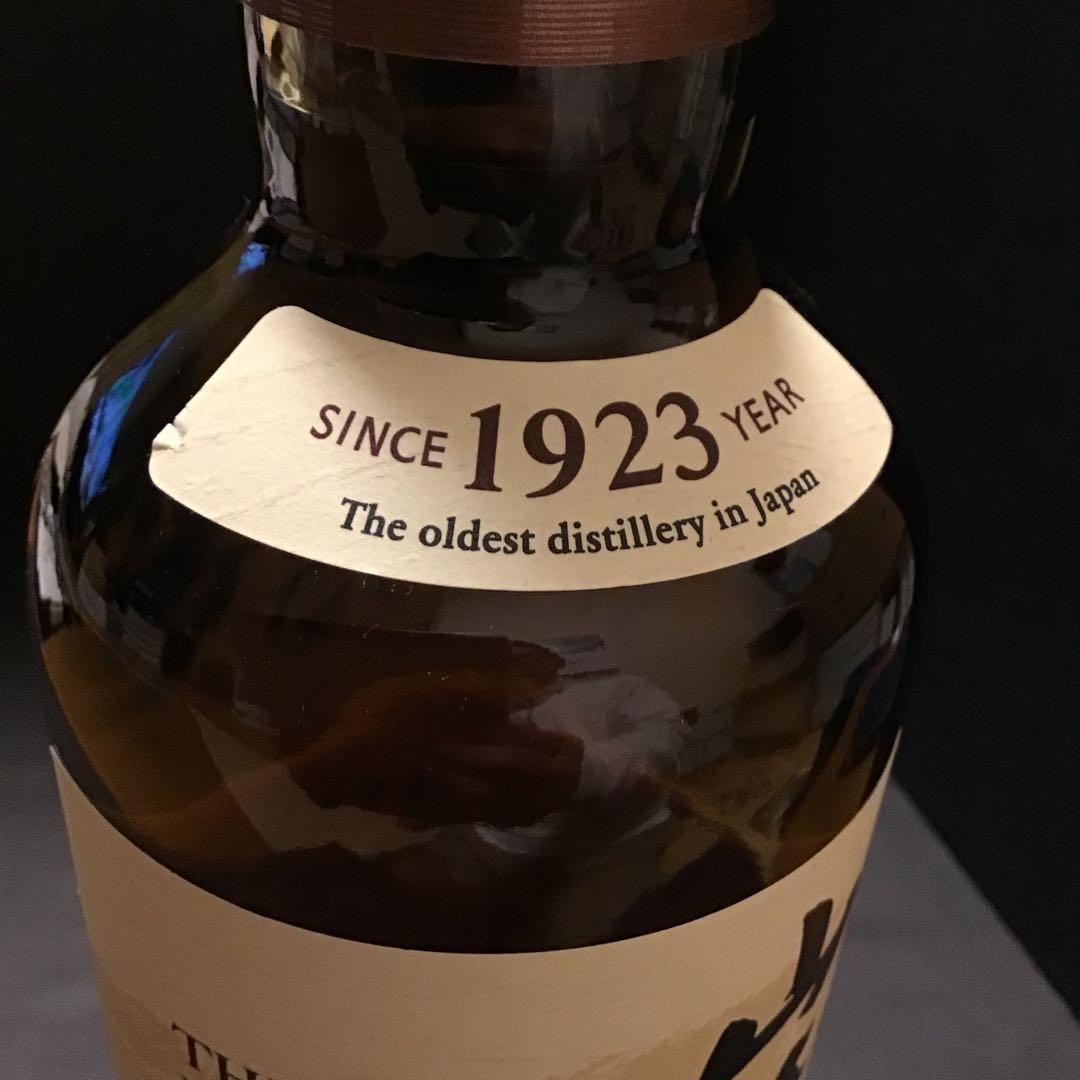 SINCE 1923 YEAR
The oldest distillery in Japan